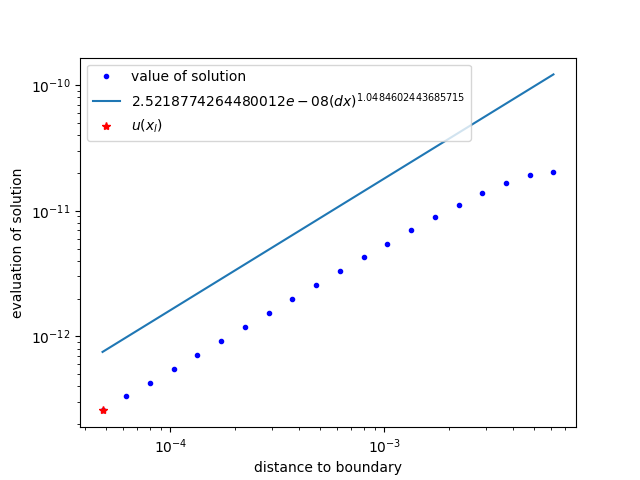 value of solution
2.5218774264480012e − 08(dx)^1.0484602443685715
u(x_l)
10^−10
10^−11
10^−12
evaluation of solution
10^−4
10^−3
distance to boundary